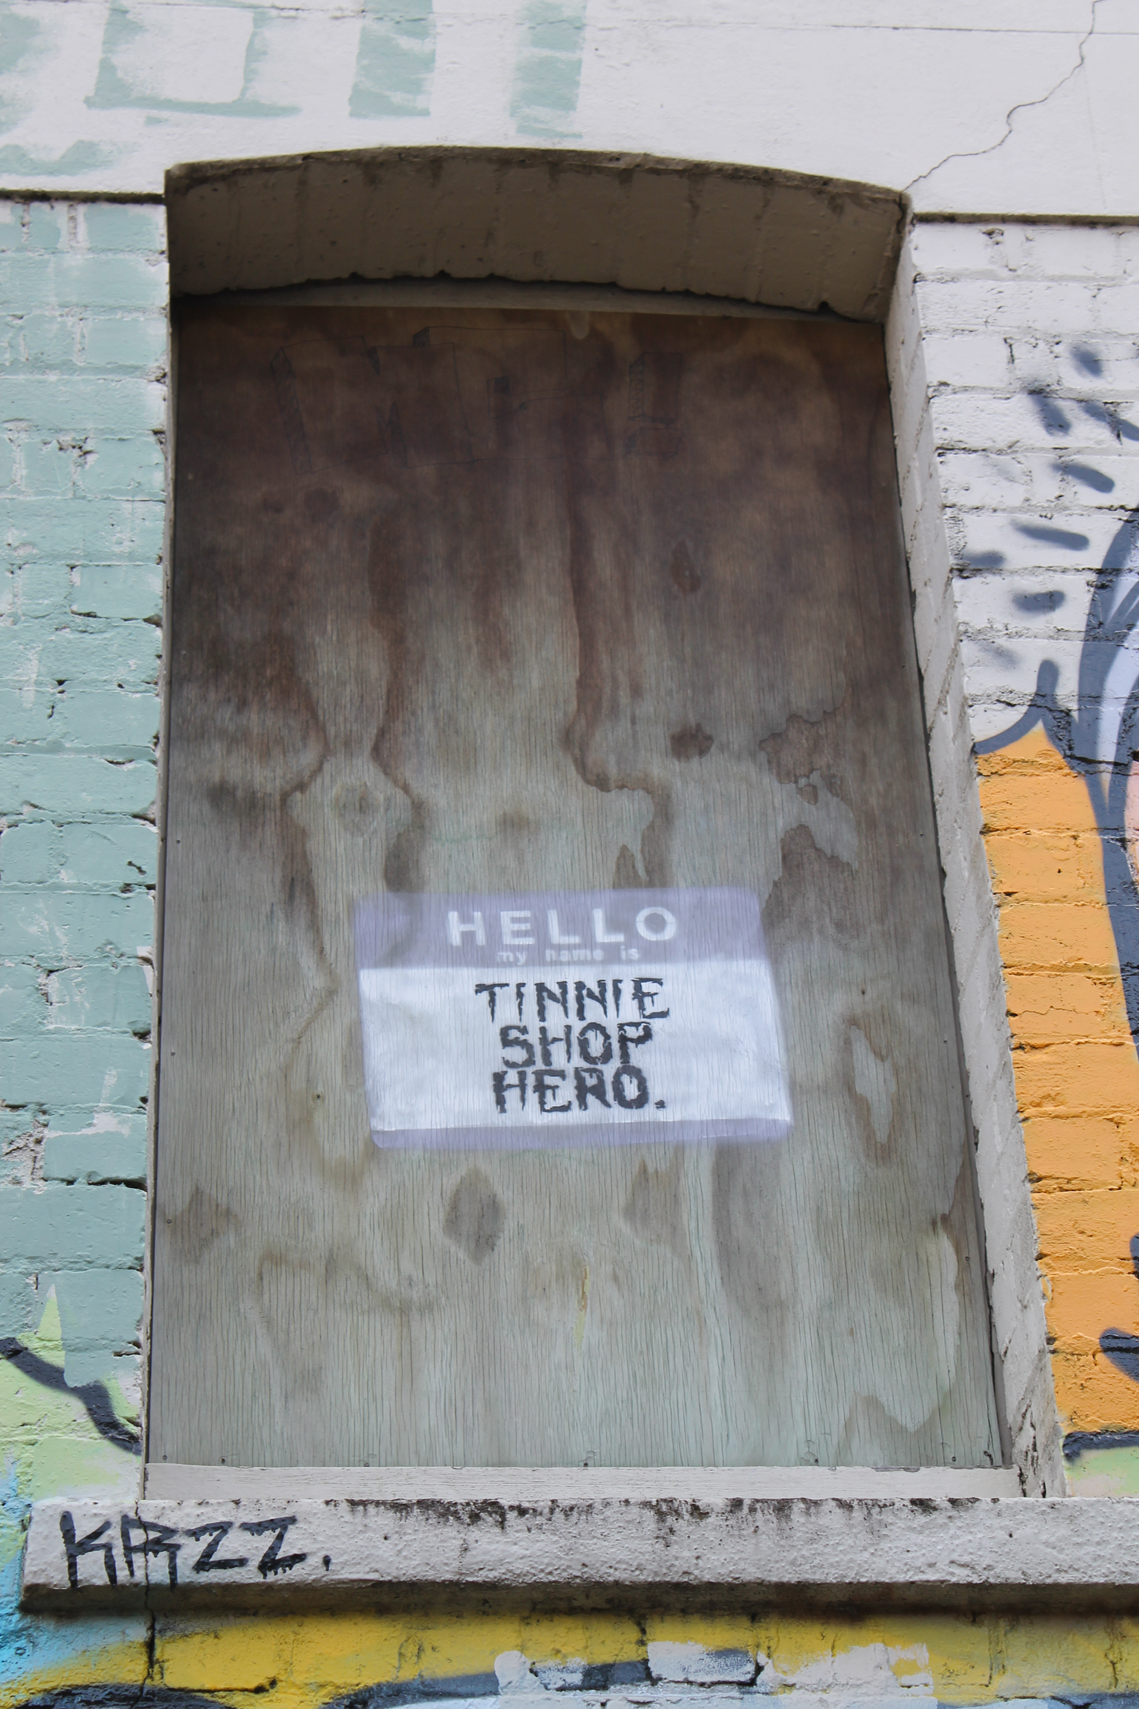 HELLO
my name is
TINNIE
SHOP
HERO.
KRZZ.